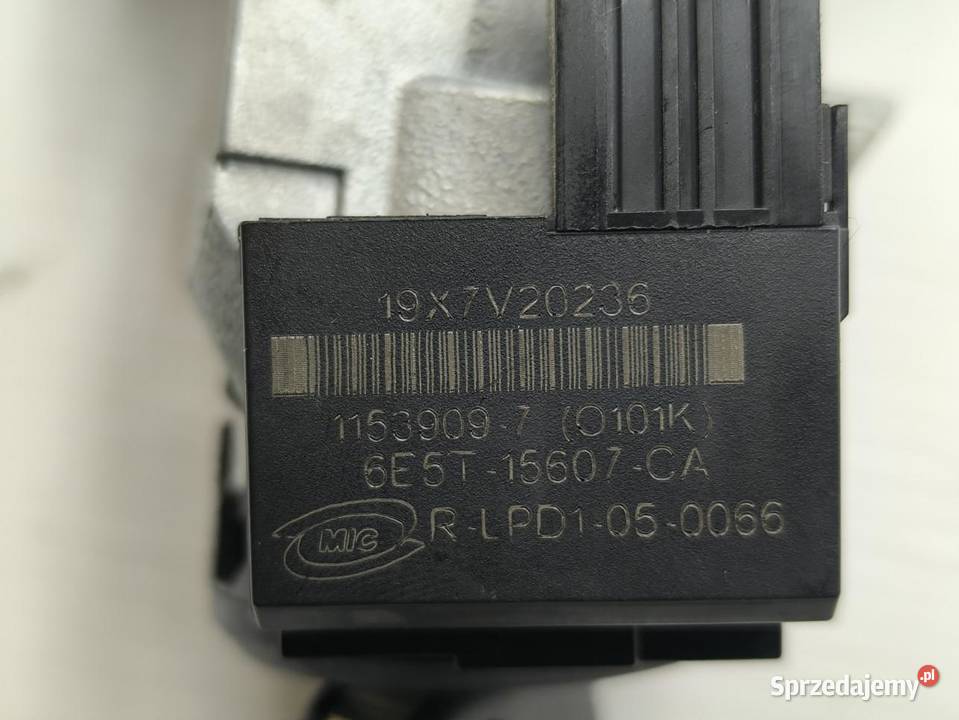 19X7V20236
1153909-7 (O101K)
6E5T-15607-CA
MIC R-LPD1-05-0066
Sprzedajemy.pl